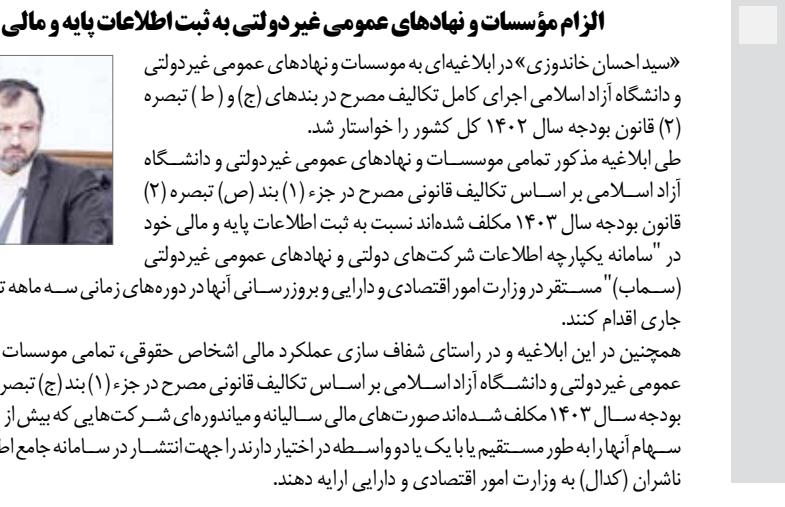 الزام مؤسسات و نهادهای عمومی غیر دولتی به ثبت اطلاعات پایه و مالی
«سید احسان خاندوزی» در ابلاغیه‌ای به موسسات و نهادهای عمومی غیردولتی
و دانشگاه آزاد اسلامی اجرای کامل تکالیف مصرح در بندهای (ج) و ( ط ) تبصره
(۲) قانون بودجه سال ۱۴۰۲ کل کشور را خواستار شد.
طی ابلاغیه مذکور تمامی موسسات و نهادهای عمومی غیردولتی و دانشگاه
آزاد اسلامی بر اساس تکالیف قانونی مصرح در جزء (۱) بند (ص) تبصره (۲)
قانون بودجه سال ۱۴۰۳ مکلف شده‌اند نسبت به ثبت اطلاعات پایه و مالی خود
در "سامانه یکپارچه اطلاعات شرکت‌های دولتی و نهادهای عمومی غیردولتی
(سماب)" مستقر در وزارت امور اقتصادی و دارایی و بروزرسانی آنها در دوره‌های زمانی سه ماهه
جاری اقدام کنند.
همچنین در این ابلاغیه و در راستای شفاف سازی عملکرد مالی اشخاص حقوقی، تمامی موسسات
عمومی غیردولتی و دانشگاه آزاد اسلامی بر اساس تکالیف قانونی مصرح در جزء (۱) بند (ج)
بودجه سال ۱۴۰۳ مکلف شده‌اند صورت‌های مالی سالیانه و میاندوره‌ای شرکت‌هایی که بیش از
سهام آنها را به طور مستقیم یا با یک یا دو واسطه در اختیار دارند را جهت انتشار در سامانه جامع
ناشران (کدال) به وزارت امور اقتصادی و دارایی ارایه دهند.